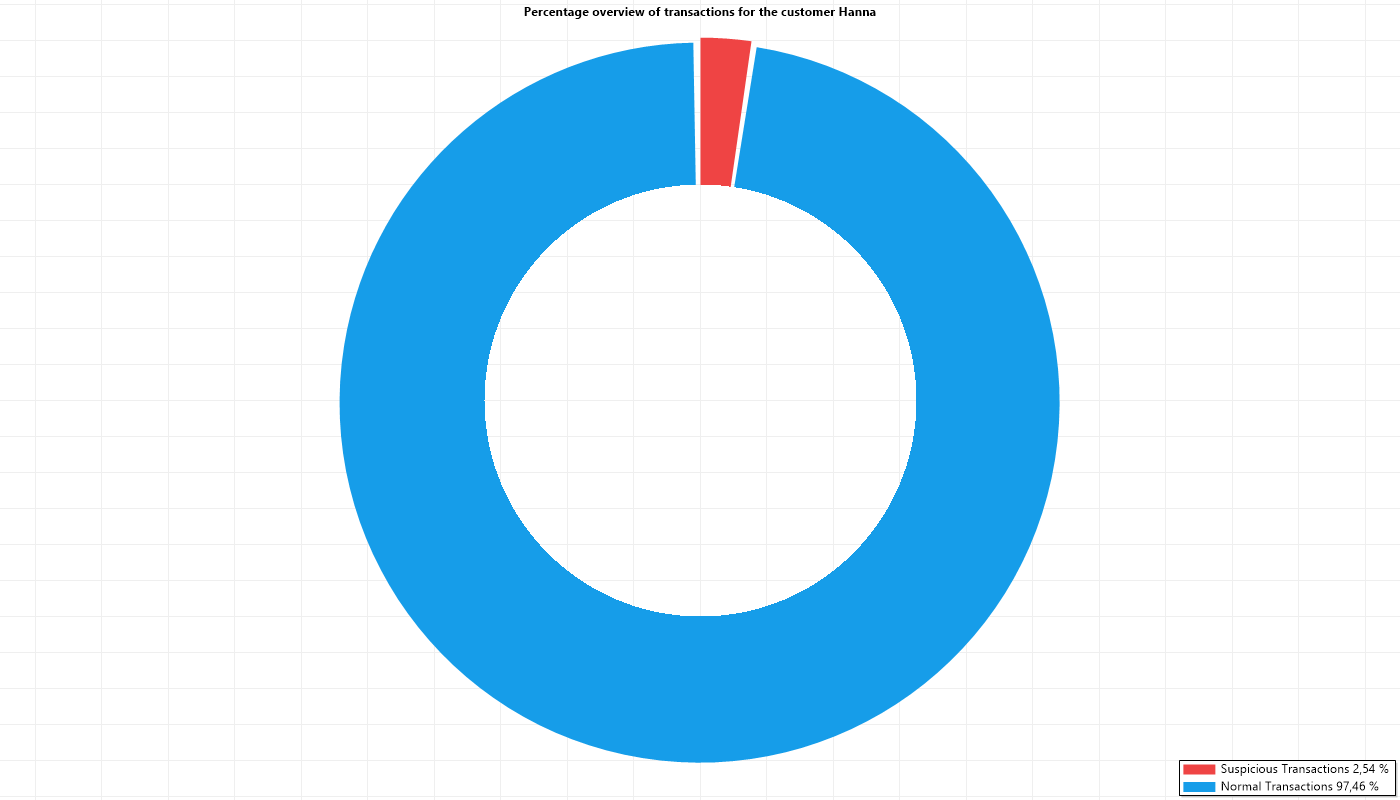 Percentage overview of transactions for the customer Hanna
Suspicious Transactions 2,54 %
Normal Transactions 97,46 %